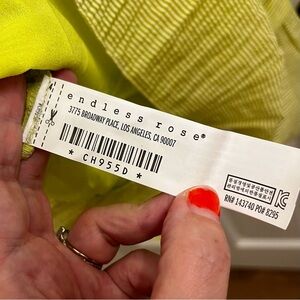 endless rose®
3775 BROADWAY PLACE, LOS ANGELES, CA 90007
* CH955D *
RN# 143740 PO# 8295